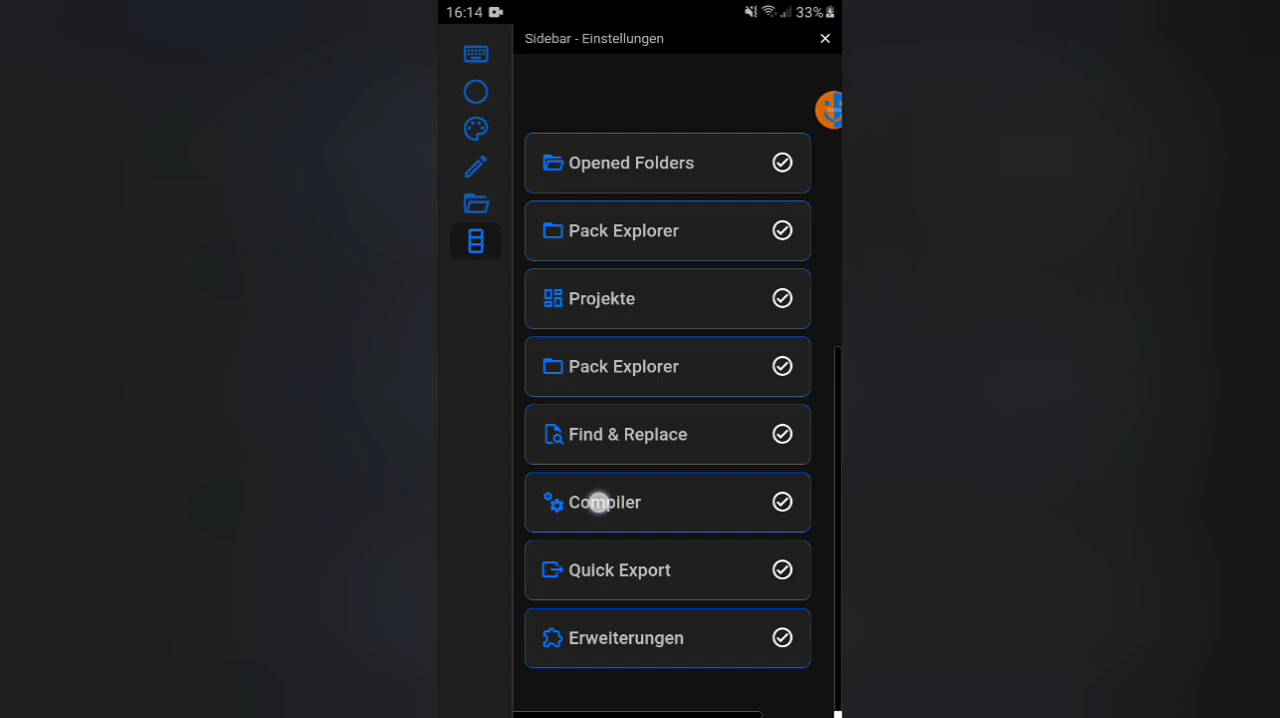 16:14
33%
Sidebar - Einstellungen
Opened Folders
Pack Explorer
Projekte
Pack Explorer
Find & Replace
Compiler
Quick Export
Erweiterungen